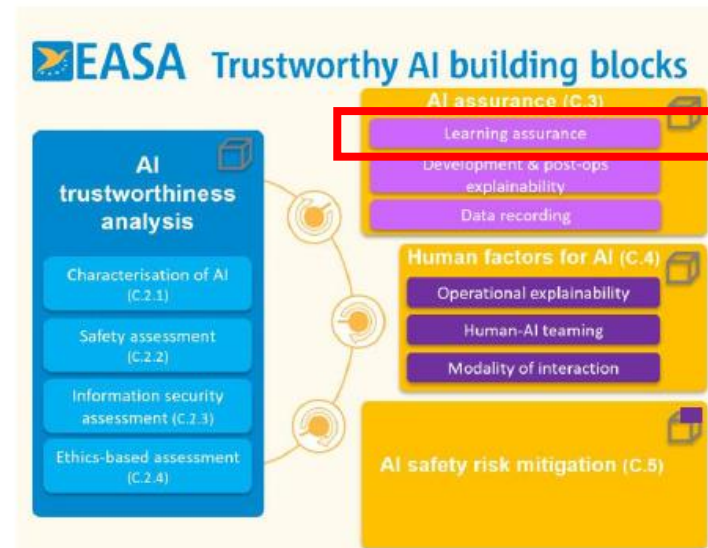 EASA Trustworthy AI building blocks
AI
trustworthiness
analysis
Characterisation of AI
(C.2.1)
Safety assessment
(C.2.2)
Information security
assessment (C.2.3)
Ethics-based assessment
(C.2.4)
AI assurance (C.3)
Learning assurance
Development & post-ops
explainability
Data recording
Human factors for AI (C.4)
Operational explainability
Human-AI teaming
Modality of interaction
AI safety risk mitigation (C.5)